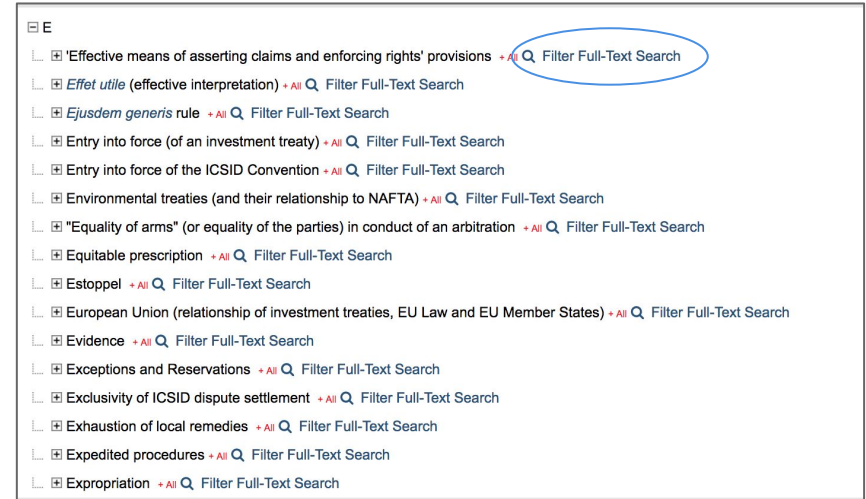 E
'Effective means of asserting claims and enforcing rights' provisions + All Filter Full-Text Search
Effet utile (effective interpretation) + All Filter Full-Text Search
Ejusdem generis rule + All Filter Full-Text Search
Entry into force (of an investment treaty) + All Filter Full-Text Search
Entry into force of the ICSID Convention + All Filter Full-Text Search
Environmental treaties (and their relationship to NAFTA) + All Filter Full-Text Search
"Equality of arms" (or equality of the parties) in conduct of an arbitration + All Filter Full-Text Search
Equitable prescription + All Filter Full-Text Search
Estoppel + All Filter Full-Text Search
European Union (relationship of investment treaties, EU Law and EU Member States) + All Filter Full-Text Search
Evidence + All Filter Full-Text Search
Exceptions and Reservations + All Filter Full-Text Search
Exclusivity of ICSID dispute settlement + All Filter Full-Text Search
Exhaustion of local remedies + All Filter Full-Text Search
Expedited procedures + All Filter Full-Text Search
Expropriation + All Filter Full-Text Search